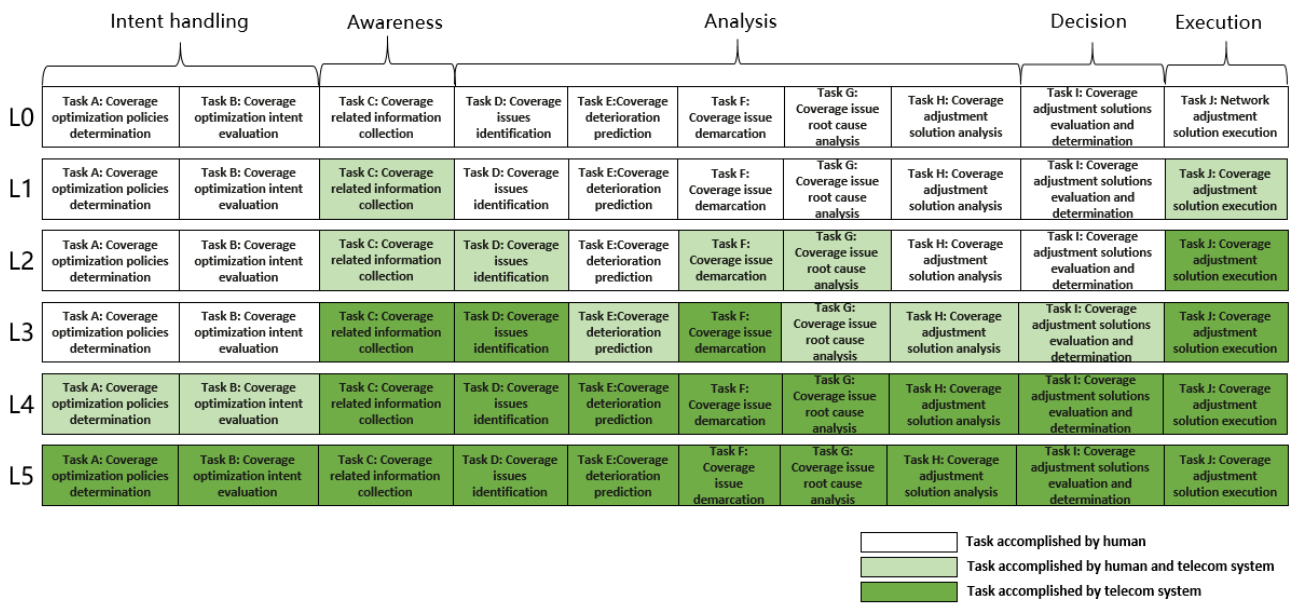 Intent handling
Awareness
Analysis
Decision
Execution
L0
Task A: Coverage
optimization policies
determination
Task B: Coverage
optimization intent
evaluation
Task C: Coverage
related information
collection
Task D: Coverage
issues
identification
Task E:Coverage
deterioration
prediction
Task F:
Coverage issue
demarcation
Task G:
Coverage issue
root cause
analysis
Task H: Coverage
adjustment
solution analysis
Task I: Coverage
adjustment solutions
evaluation and
determination
Task J: Network
adjustment
solution execution
L1
Task A: Coverage
optimization policies
determination
Task B: Coverage
optimization intent
evaluation
Task C: Coverage
related information
collection
Task D: Coverage
issues
identification
Task E:Coverage
deterioration
prediction
Task F:
Coverage issue
demarcation
Task G:
Coverage issue
root cause
analysis
Task H: Coverage
adjustment
solution analysis
Task I: Coverage
adjustment solutions
evaluation and
determination
Task J: Coverage
adjustment
solution execution
L2
Task A: Coverage
optimization policies
determination
Task B: Coverage
optimization intent
evaluation
Task C: Coverage
related information
collection
Task D: Coverage
issues
identification
Task E:Coverage
deterioration
prediction
Task F:
Coverage issue
demarcation
Task G:
Coverage issue
root cause
analysis
Task H: Coverage
adjustment
solution analysis
Task I: Coverage
adjustment solutions
evaluation and
determination
Task J: Coverage
adjustment
solution execution
L3
Task A: Coverage
optimization policies
determination
Task B: Coverage
optimization intent
evaluation
Task C: Coverage
related information
collection
Task D: Coverage
issues
identification
Task E:Coverage
deterioration
prediction
Task F:
Coverage issue
demarcation
Task G:
Coverage issue
root cause
analysis
Task H: Coverage
adjustment
solution analysis
Task I: Coverage
adjustment solutions
evaluation and
determination
Task J: Coverage
adjustment
solution execution
L4
Task A: Coverage
optimization policies
determination
Task B: Coverage
optimization intent
evaluation
Task C: Coverage
related information
collection
Task D: Coverage
issues
identification
Task E:Coverage
deterioration
prediction
Task F:
Coverage issue
demarcation
Task G:
Coverage issue
root cause
analysis
Task H: Coverage
adjustment
solution analysis
Task I: Coverage
adjustment solutions
evaluation and
determination
Task J: Coverage
adjustment
solution execution
L5
Task A: Coverage
optimization policies
determination
Task B: Coverage
optimization intent
evaluation
Task C: Coverage
related information
collection
Task D: Coverage
issues
identification
Task E:Coverage
deterioration
prediction
Task F:
Coverage
issue
demarcation
Task G:
Coverage issue
root cause
analysis
Task H: Coverage
adjustment
solution analysis
Task I: Coverage
adjustment solutions
evaluation and
determination
Task J: Coverage
adjustment
solution execution
Task accomplished by human
Task accomplished by human and telecom system
Task accomplished by telecom system